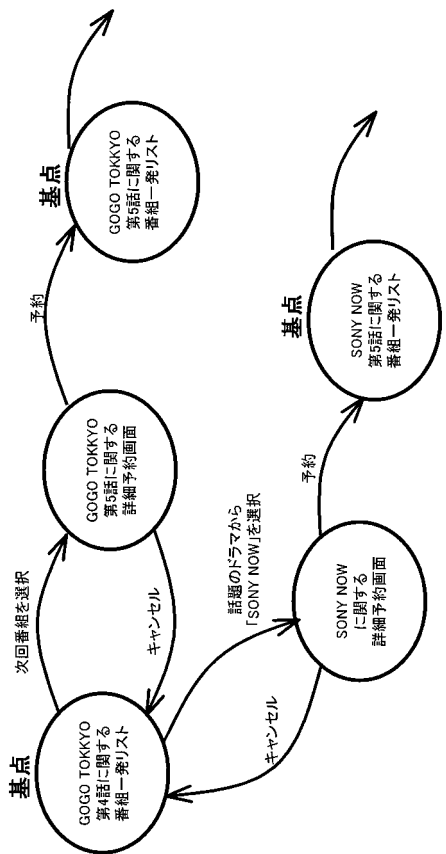 基点
GOGO TOKKYO
第4話に関する
番組一発リスト
次回番組を選択
キャンセル
GOGO TOKKYO
第5話に関する
詳細予約画面
予約
基点
GOGO TOKKYO
第5話に関する
番組一発リスト
話題のドラマから
「SONY NOW」を選択
キャンセル
SONY NOW
に関する
詳細予約画面
予約
基点
SONY NOW
第5話に関する
番組一発リスト